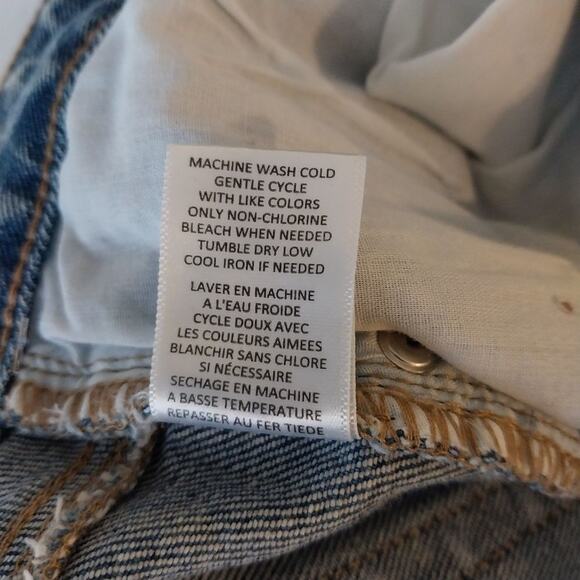 MACHINE WASH COLD
GENTLE CYCLE
WITH LIKE COLORS
ONLY NON-CHLORINE
BLEACH WHEN NEEDED
TUMBLE DRY LOW
COOL IRON IF NEEDED
LAVER EN MACHINE
A L'EAU FROIDE
CYCLE DOUX AVEC
LES COULEURS AIMEES
BLANCHIR SANS CHLORE
SI NÉCESSAIRE
SECHAGE EN MACHINE
A BASSE TEMPERATURE
REPASSER AU FER TIEDE